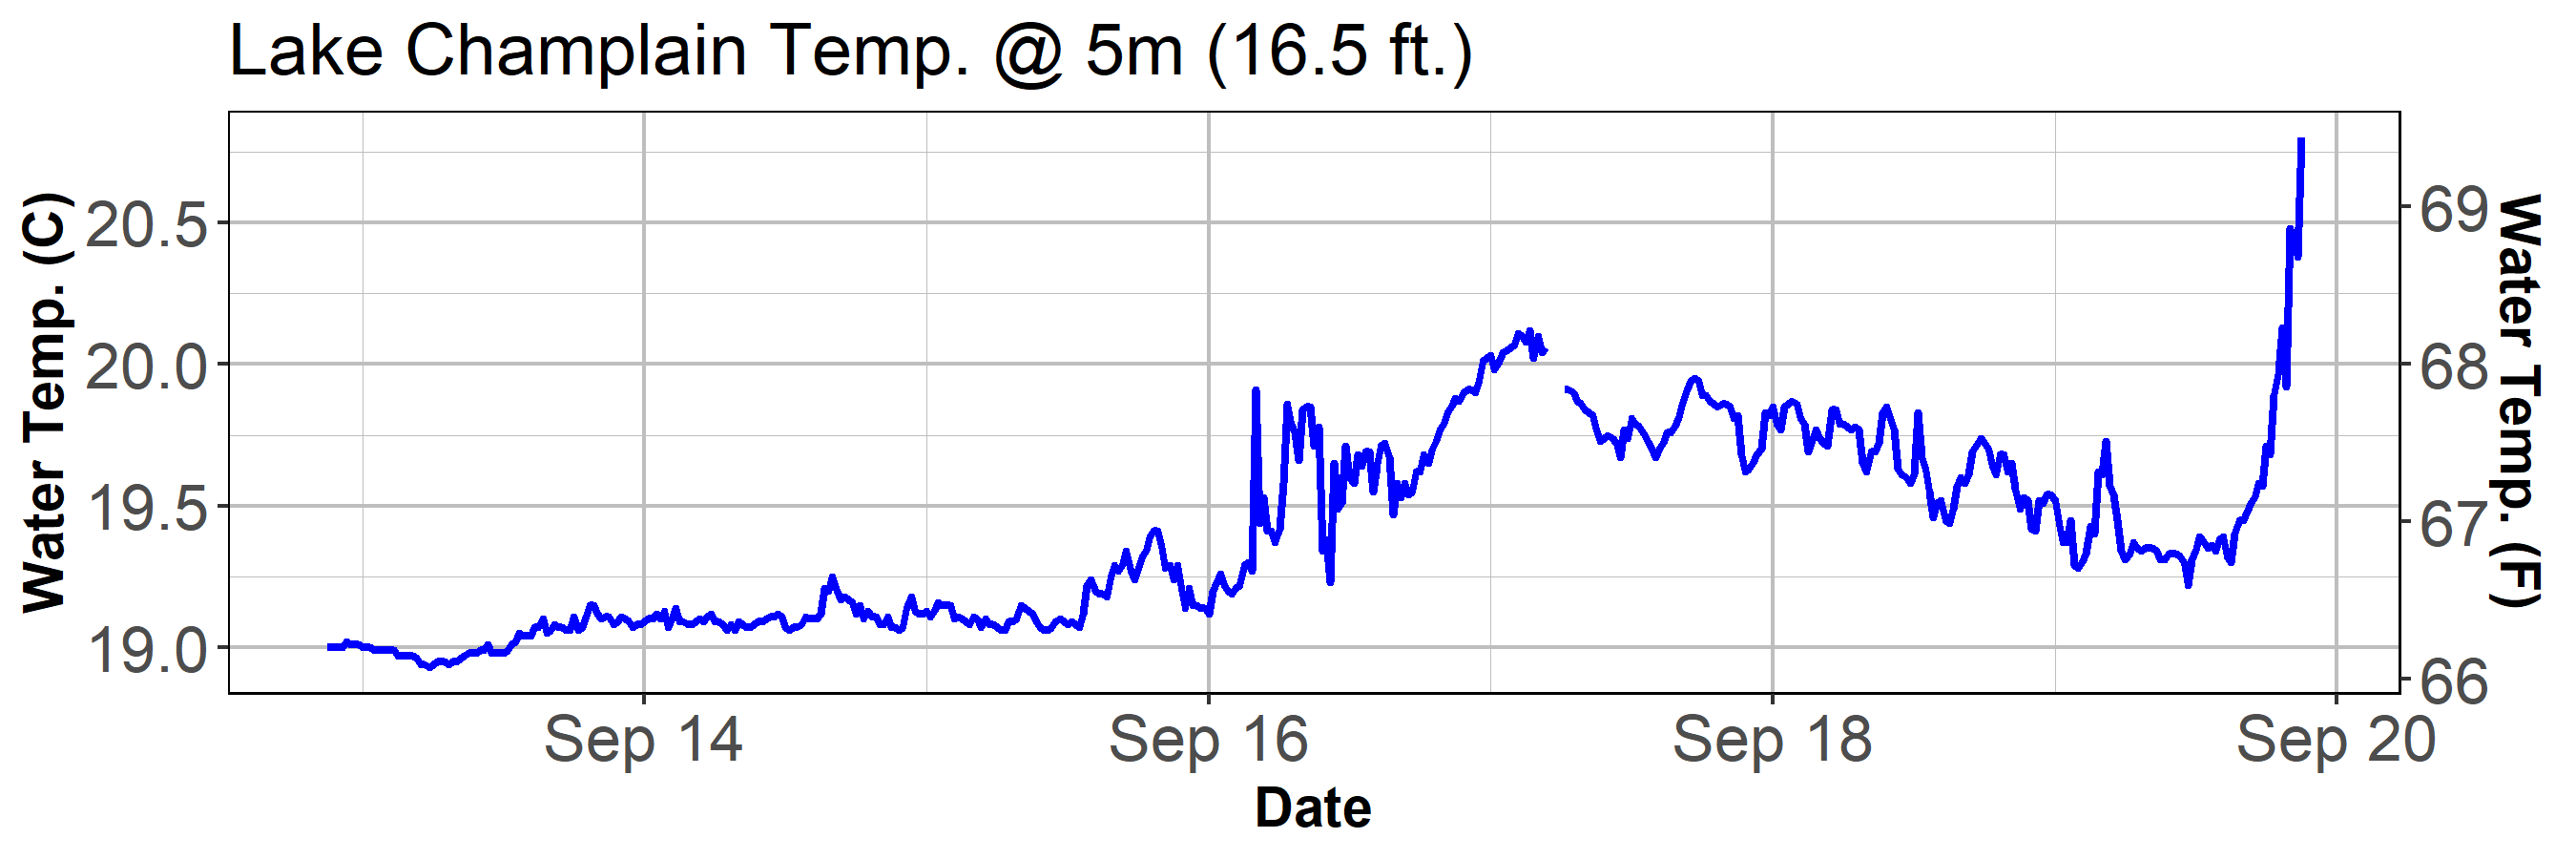 Lake Champlain Temp. @ 5m (16.5 ft.)
Water Temp. (C)
20.5
20.0
19.5
19.0
69
68
67
66
Water Temp. (F)
Sep 14
Sep 16
Sep 18
Sep 20
Date